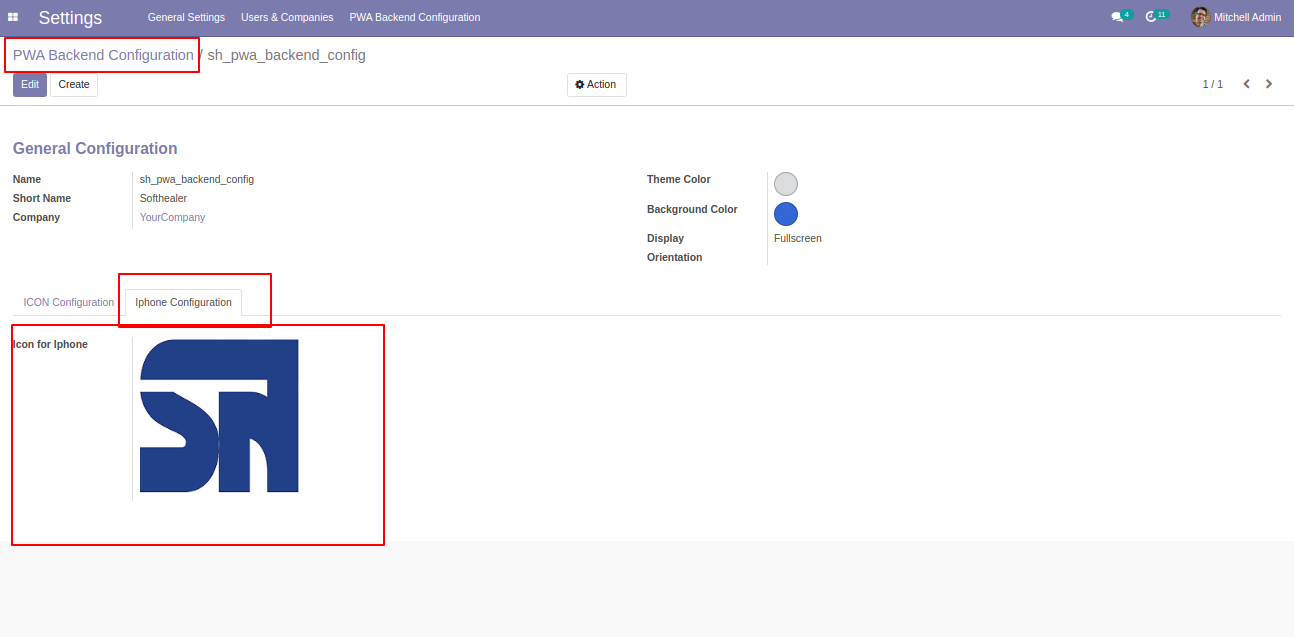 Settings General Settings Users & Companies PWA Backend Configuration 4 11 Mitchell Admin
PWA Backend Configuration / sh_pwa_backend_config
Edit Create Action 1 / 1
General Configuration
Name sh_pwa_backend_config
Short Name Softhealer
Company YourCompany
Theme Color
Background Color
Display Fullscreen
Orientation
ICON Configuration Iphone Configuration
Icon for Iphone